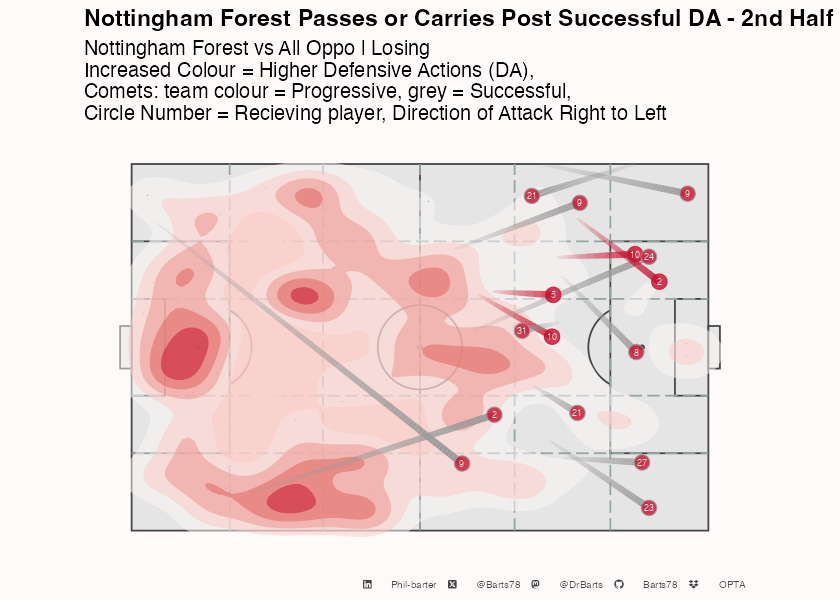 Nottingham Forest Passes or Carries Post Successful DA - 2nd Half
Nottingham Forest vs All Oppo | Losing
Increased Colour = Higher Defensive Actions (DA),
Comets: team colour = Progressive, grey = Successful,
Circle Number = Recieving player, Direction of Attack Right to Left
21
9
9
10
24
2
5
31
10
8
2
21
9
27
23
Phil-barter @Barts78 @DrBarts Barts78 OPTA